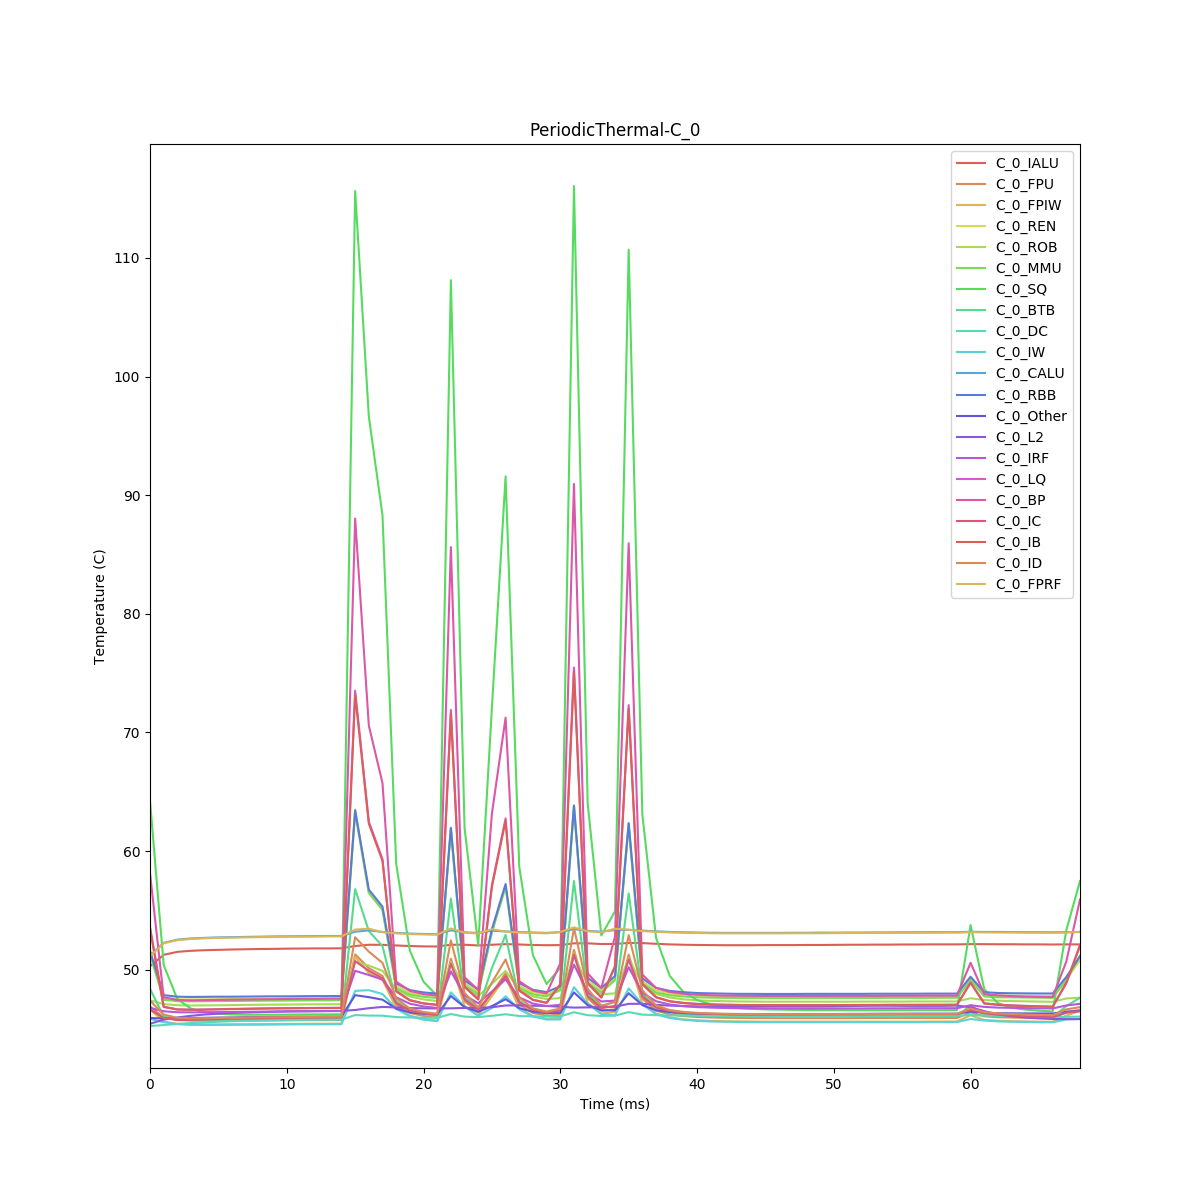 PeriodicThermal-C_0
C_0_IALU
C_0_FPU
C_0_FPIW
C_0_REN
C_0_ROB
C_0_MMU
C_0_SQ
C_0_BTB
C_0_DC
C_0_IW
C_0_CALU
C_0_RBB
C_0_Other
C_0_L2
C_0_IRF
C_0_LQ
C_0_BP
C_0_IC
C_0_IB
C_0_ID
C_0_FPRF
Temperature (C)
110
100
90
80
70
60
50
0 10 20 30 40 50 60
Time (ms)